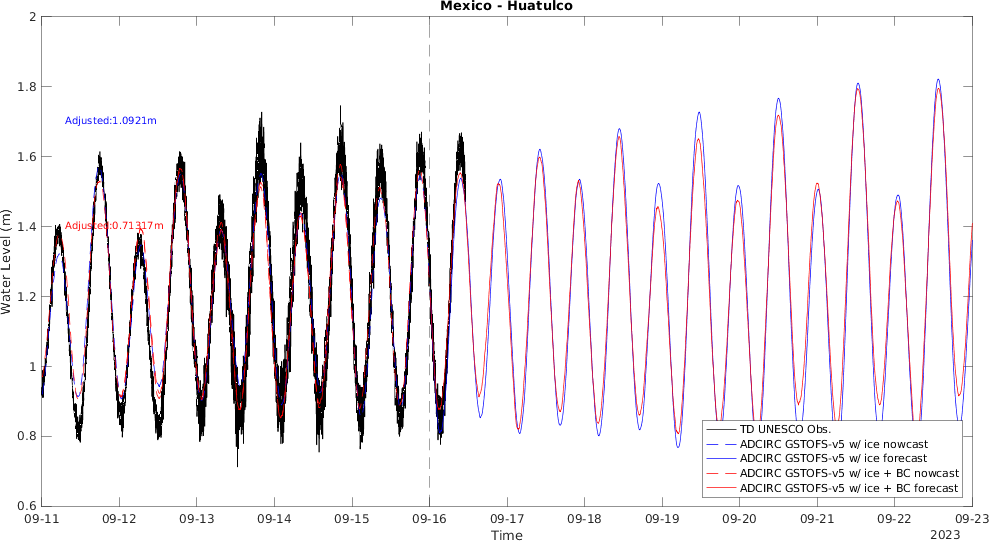 Mexico - Huatulco
2
1.8
1.6
1.4
1.2
1
0.8
0.6
Water Level (m)
Adjusted:1.0921m
Adjusted:0.71317m
TD UNESCO Obs.
ADCIRC GSTOFS-v5 w/ ice nowcast
ADCIRC GSTOFS-v5 w/ ice forecast
ADCIRC GSTOFS-v5 w/ ice + BC nowcast
ADCIRC GSTOFS-v5 w/ ice + BC forecast
09-11 09-12 09-13 09-14 09-15 09-16 09-17 09-18 09-19 09-20 09-21 09-22 09-23
Time
2023